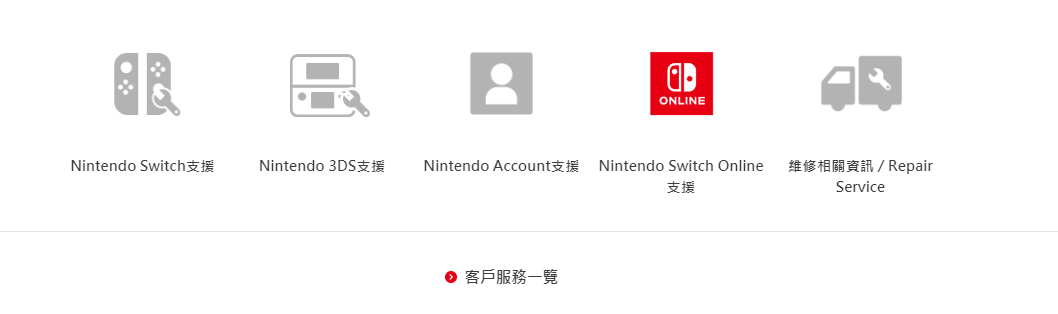 ONLINE
Nintendo Switch支援
Nintendo 3DS支援
Nintendo Account支援
Nintendo Switch Online
支援
維修相關資訊 / Repair
Service
客戶服務一覽